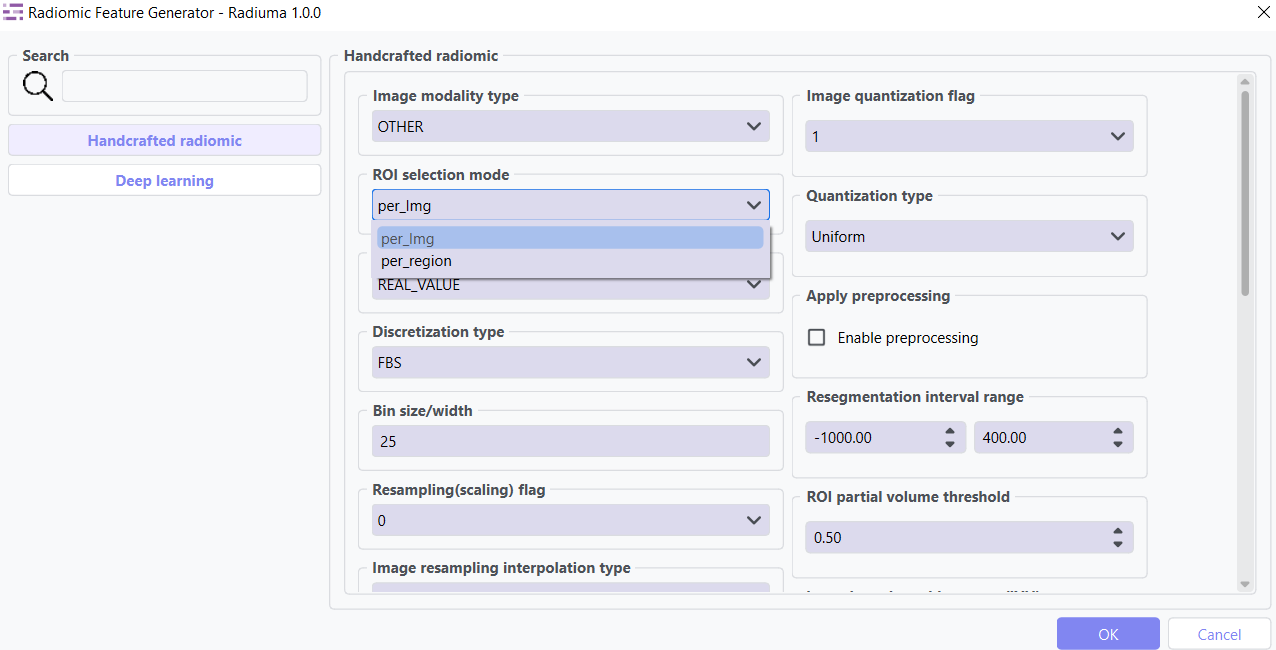 Radiomic Feature Generator - Radiuma 1.0.0
Search
Handcrafted radiomic
Deep learning
Handcrafted radiomic
Image modality type
OTHER
ROI selection mode
per_Img
per_Img
per_region
REAL_VALUE
Discretization type
FBS
Bin size/width
25
Resampling(scaling) flag
0
Image resampling interpolation type
Image quantization flag
1
Quantization type
Uniform
Apply preprocessing
Enable preprocessing
Resegmentation interval range
-1000.00 400.00
ROI partial volume threshold
0.50
OK Cancel